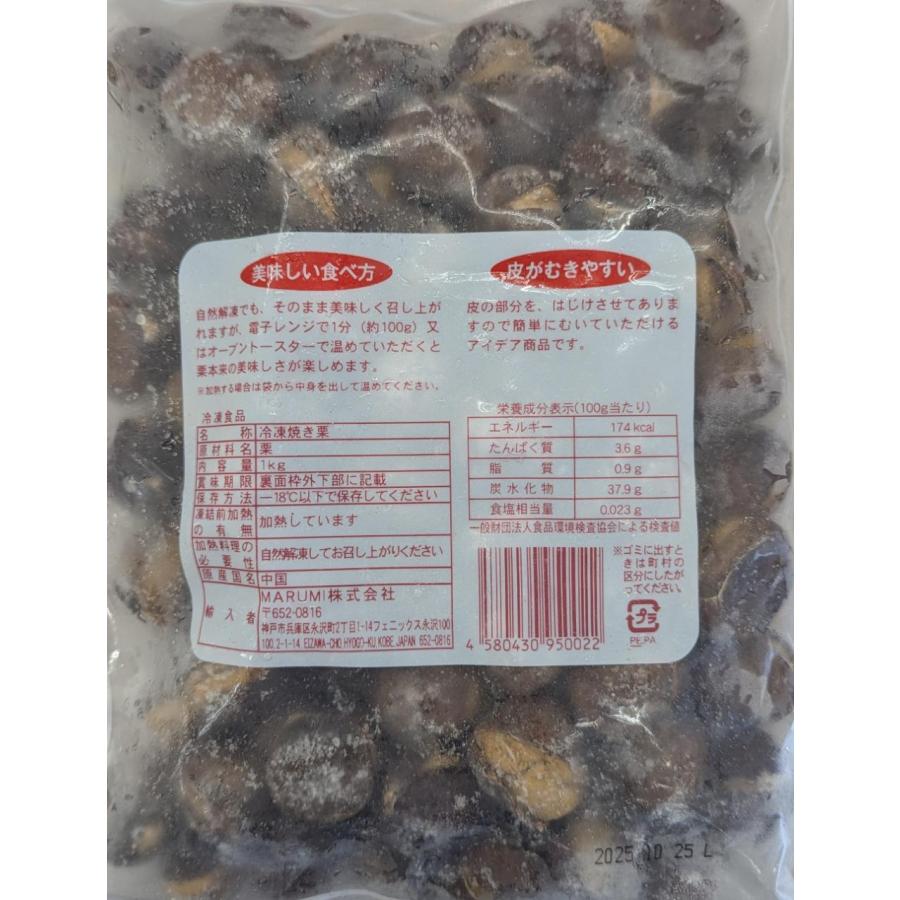 美味しい食べ方
自然解凍でも、そのまま美味しく召し上が
れますが、電子レンジで1分（約100g）又
はオーブントースターで温めていただくと
栗本来の美味しさが楽しめます。
※加熱する場合は袋から中身を出して温めてください。
皮がむきやすい
皮の部分を、はじけさせてありま
すので簡単にむいていただける
アイデア商品です。
冷凍食品
名称 冷凍焼き栗
原材料名 栗
内容量 1kg
賞味期限 裏面枠外下部に記載
保存方法 -18℃以下で保存してください
凍結前加熱の有無 加熱しています
加熱料理の必要性 自然解凍してお召し上がりください
原産国名 中国
輸入者 MARUMI株式会社
〒652-0816
神戸市兵庫区永沢町2丁目1-14フェニックス永沢100
100.2-1-14 EIZAWA-CHO HYOGO-KU.KOBE JAPAN 652-0816
栄養成分表示(100g当たり)
エネルギー 174kcal
たんぱく質 3.6g
脂質 0.9g
炭水化物 37.9g
食塩相当量 0.023g
一般財団法人食品環境検査協会による検査値
4 580430 950022
※ゴミに出すと
きは町村の
区分にしたが
ってください。
プラ
PE.PA
2025.10 25 L